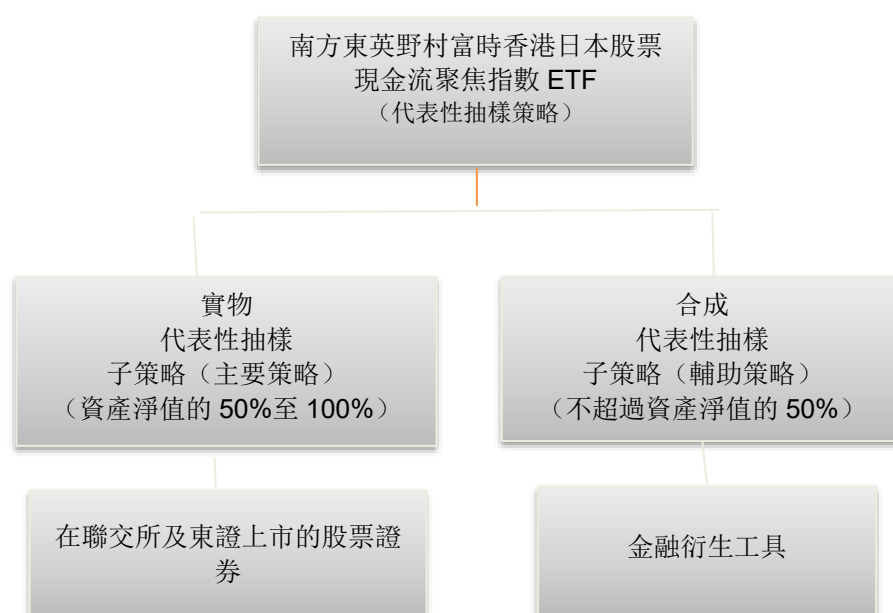 南方東英野村富時香港日本股票
現金流聚焦指數 ETF
（代表性抽樣策略）
實物
代表性抽樣
子策略（主要策略）
（資產淨值的 50%至 100%）
合成
代表性抽樣
子策略（輔助策略）
（不超過資產淨值的 50%）
在聯交所及東證上市的股票證
券
金融衍生工具